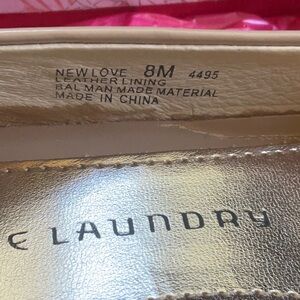 NEW LOVE 8M 4495
LEATHER LINING
BAL MAN MADE MATERIAL
MADE IN CHINA
E LAUNDRY